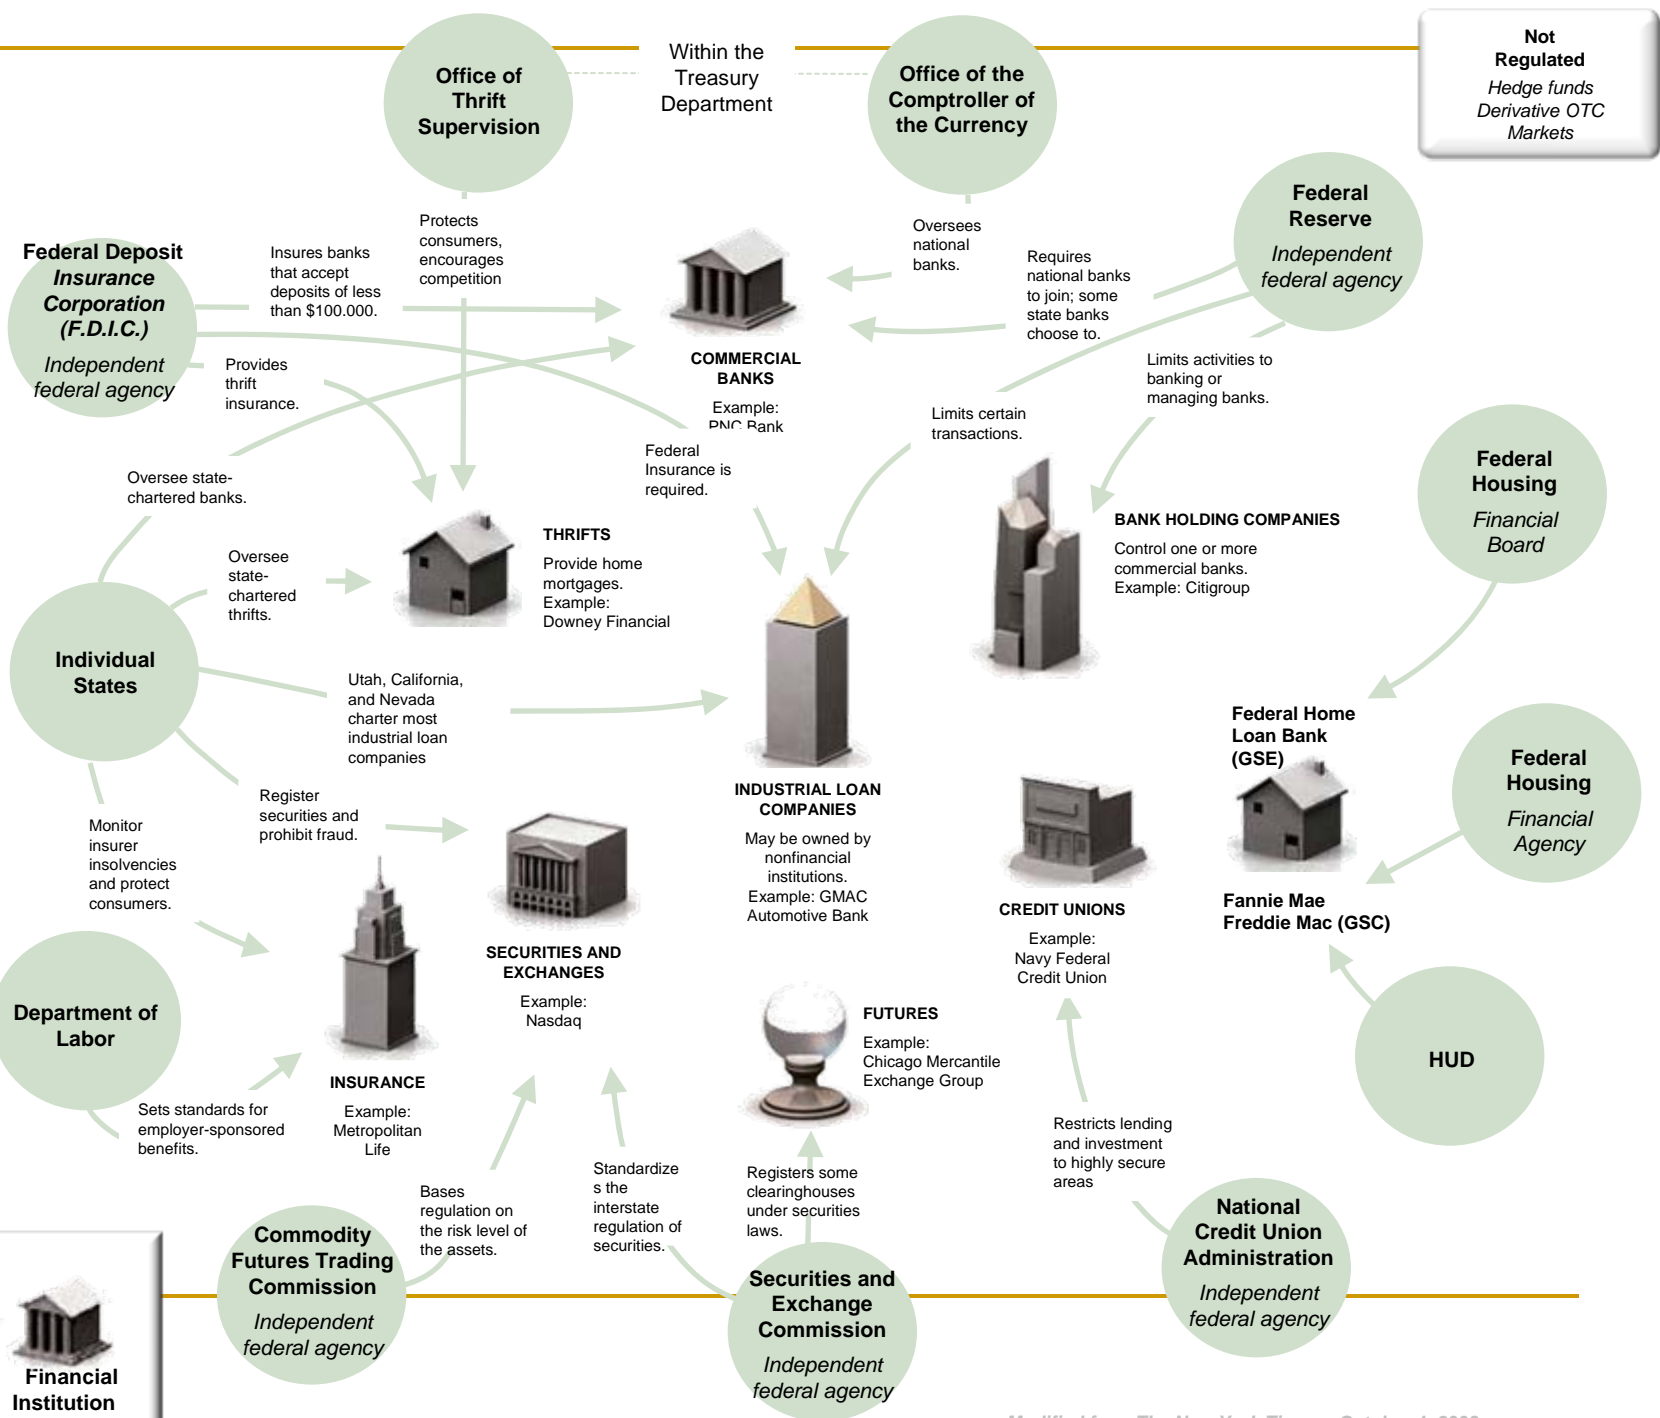 Office of
Thrift
Supervision
Within the
Treasury
Department
Office of the
Comptroller of
the Currency
Not
Regulated
Hedge funds
Derivative OTC
Markets
Federal
Reserve
Independent
federal agency
Federal Deposit
Insurance
Corporation
(F.D.I.C.)
Independent
federal agency
Insures banks
that accept
deposits of less
than $100.000.
Protects
consumers,
encourages
competition
Oversees
national
banks.
Requires
national banks
to join; some
state banks
choose to.
Provides
thrift
insurance.
COMMERCIAL
BANKS
Example:
PNC Bank
Limits activities to
banking or
managing banks.
Limits certain
transactions.
Federal
Insurance is
required.
Oversee state-
chartered banks.
Federal
Housing
Financial
Board
THRIFTS
Provide home
mortgages.
Example:
Downey Financial
BANK HOLDING COMPANIES
Control one or more
commercial banks.
Example: Citigroup
Oversee
state-
chartered
thrifts.
Individual
States
Utah, California,
and Nevada
charter most
industrial loan
companies
Federal Home
Loan Bank
(GSE)
Federal
Housing
Financial
Agency
Register
securities and
prohibit fraud.
Monitor
insurer
insolvencies
and protect
consumers.
INDUSTRIAL LOAN
COMPANIES
May be owned by
nonfinancial
institutions.
Example: GMAC
Automotive Bank
CREDIT UNIONS
Example:
Navy Federal
Credit Union
Fannie Mae
Freddie Mac (GSC)
SECURITIES AND
EXCHANGES
Example:
Nasdaq
Department of
Labor
FUTURES
Example:
Chicago Mercantile
Exchange Group
HUD
INSURANCE
Example:
Metropolitan
Life
Sets standards for
employer-sponsored
benefits.
Restricts lending
and investment
to highly secure
areas
Bases
regulation on
the risk level of
the assets.
Standardize
s the
interstate
regulation of
securities.
Registers some
clearinghouses
under securities
laws.
Commodity
Futures Trading
Commission
Independent
federal agency
Securities and
Exchange
Commission
Independent
federal agency
National
Credit Union
Administration
Independent
federal agency
Financial
Institution